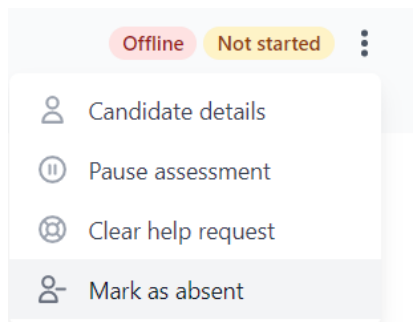 Offline Not started
Candidate details
Pause assessment
Clear help request
Mark as absent